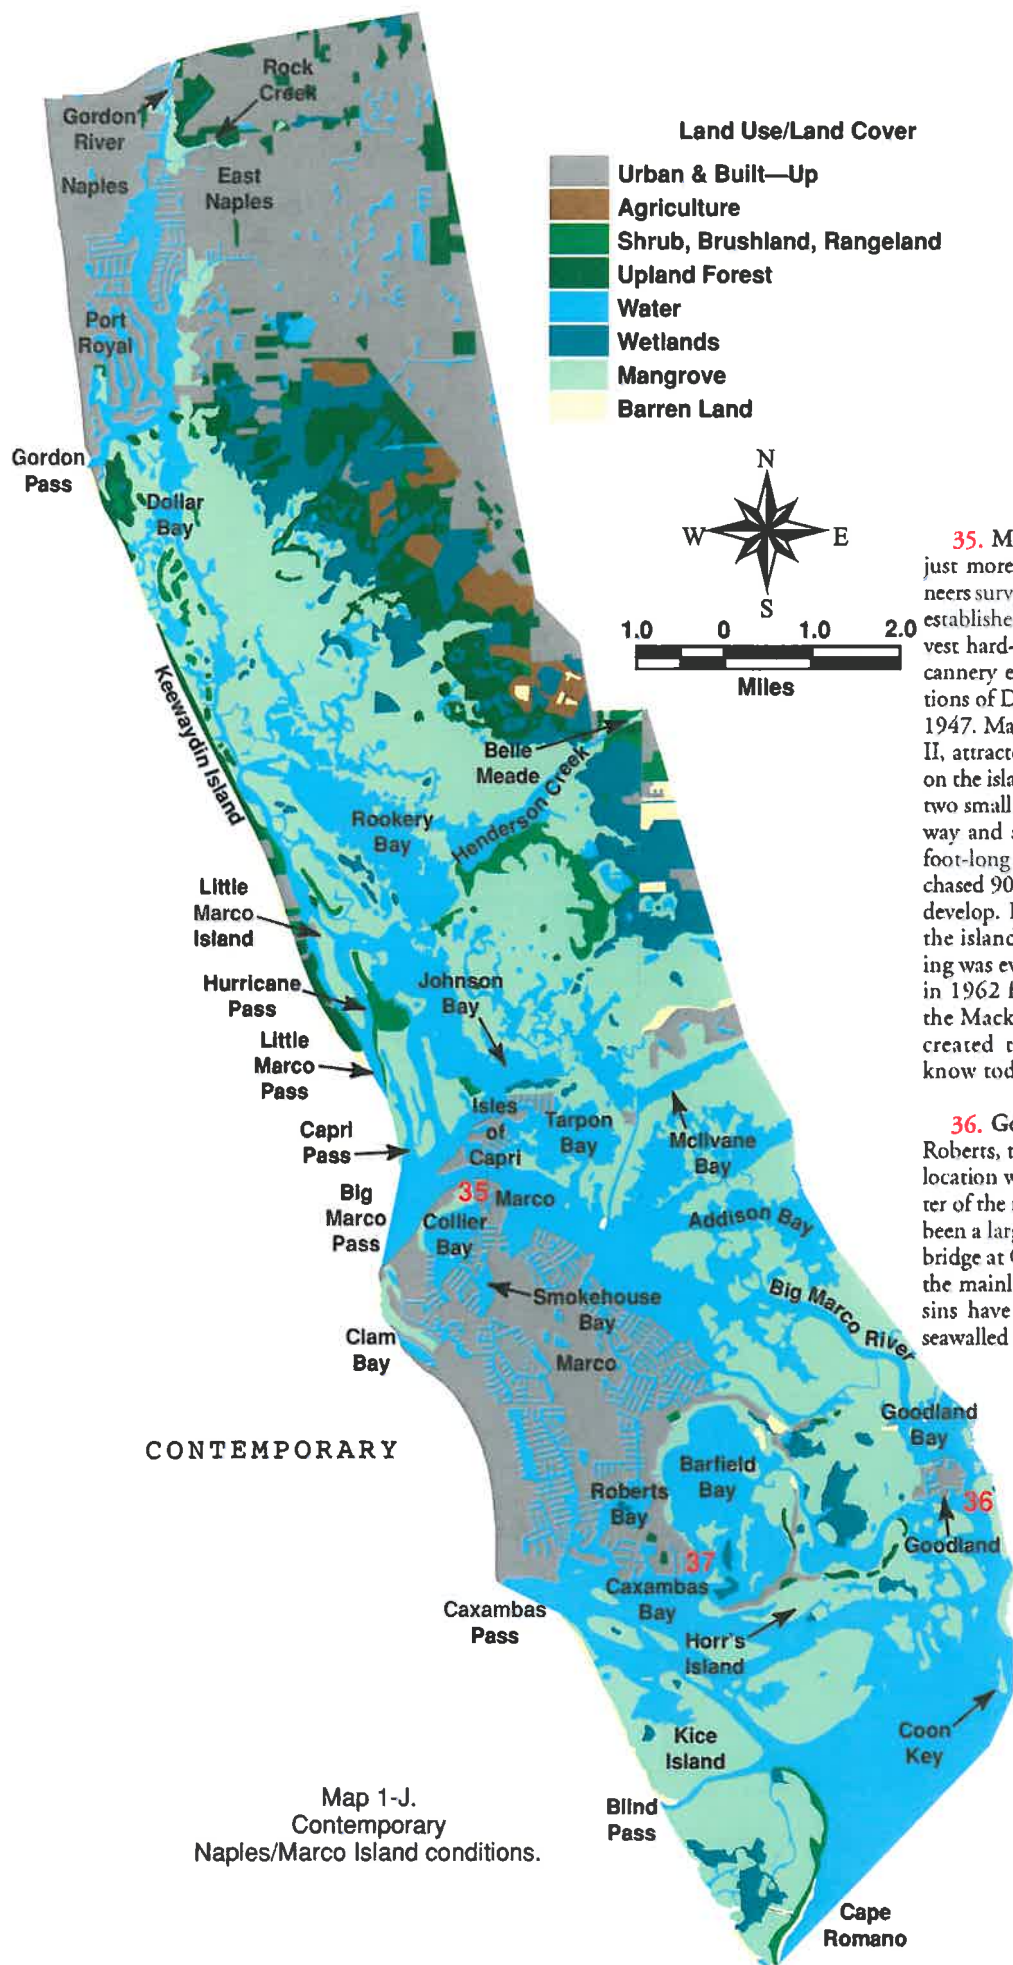 Rock
Creek
Gordon
River
Naples
East
Naples
Port
Royal
Gordon
Pass
Dollar
Bay
Land Use/Land Cover
Urban & Built—Up
Agriculture
Shrub, Brushland, Rangeland
Upland Forest
Water
Wetlands
Mangrove
Barren Land
N
W E
S
1.0 0 1.0 2.0
Miles
Keewaydin Island
Belle
Meade
Henderson Creek
Rookery
Bay
Little
Marco
Island
Hurricane
Pass
Johnson
Bay
Little
Marco
Pass
Isles
of
Capri
Tarpon
Bay
McIlvane
Bay
Capri
Pass
35
Marco
Big
Marco
Pass
Collier
Bay
Addison Bay
Smokehouse
Bay
Big Marco River
Clam
Bay
Marco
CONTEMPORARY
Goodland
Bay
Barfield
Bay
Roberts
Bay
36
Goodland
37
Caxambas
Bay
Caxambas
Pass
Horr's
Island
Coon
Key
Kice
Island
Blind
Pass
Cape
Romano
Map 1-J.
Contemporary
Naples/Marco Island conditions.
35. M
just more
neers surv
establishe
vest hard-
cannery e
tions of D
1947. Ma
II, attract
on the isla
two small
way and a
foot-long
chased 90
develop. I
the island
ing was ev
in 1962 f
the Mack
created t
know tod
36. Go
Roberts, t
location w
ter of the
been a larg
bridge at
the mainl
sins have
seawalled